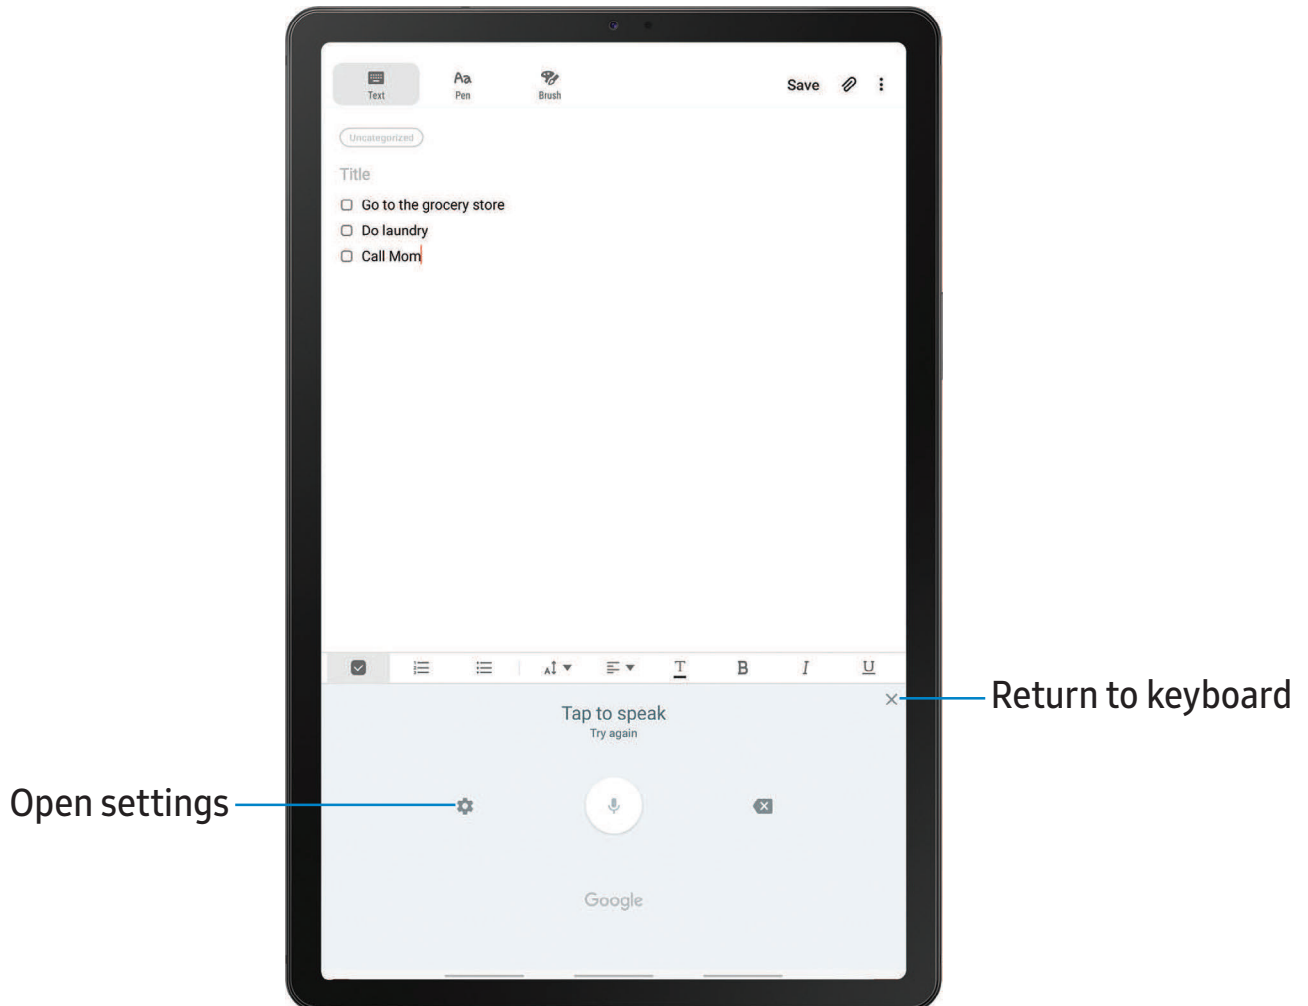 Text
Aa
Pen
Brush
Save
Uncategorized
Title
Go to the grocery store
Do laundry
Call Mom
A
T
B
I
U
Return to keyboard
Tap to speak
Try again
Open settings
Google